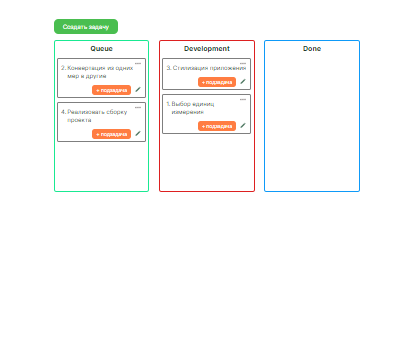 Создать задачу
Queue
2. Конвертация из одних
мер в другие
+ подзадача
4. Реализовать сборку
проекта
+ подзадача
Development
3. Стилизация приложения
+ подзадача
1. Выбор единиц
измерения
+ подзадача
Done